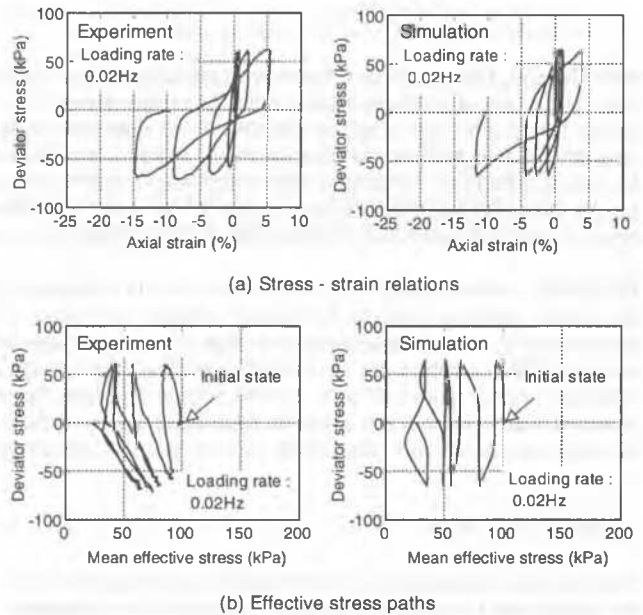 Experiment
Loading rate :
0.02Hz
Deviator stress (kPa)
100
50
0
-50
-100
-25 -20 -15 -10 -5 0 5 10
Axial strain (%)
Simulation
Loading rate :
0.02Hz
Deviator stress (kPa)
100
50
0
-50
-100
-25 -20 -15 -10 -5 0 5 10
Axial strain (%)
(a) Stress - strain relations
Experiment
Initial state
Loading rate :
0.02Hz
Deviator stress (kPa)
100
50
0
-50
-100
0 50 100 150 200
Mean effective stress (kPa)
Simulation
Initial state
Loading rate :
0.02Hz
Deviator stress (kPa)
100
50
0
-50
-100
0 50 100 150 200
Mean effective stress (kPa)
(b) Effective stress paths